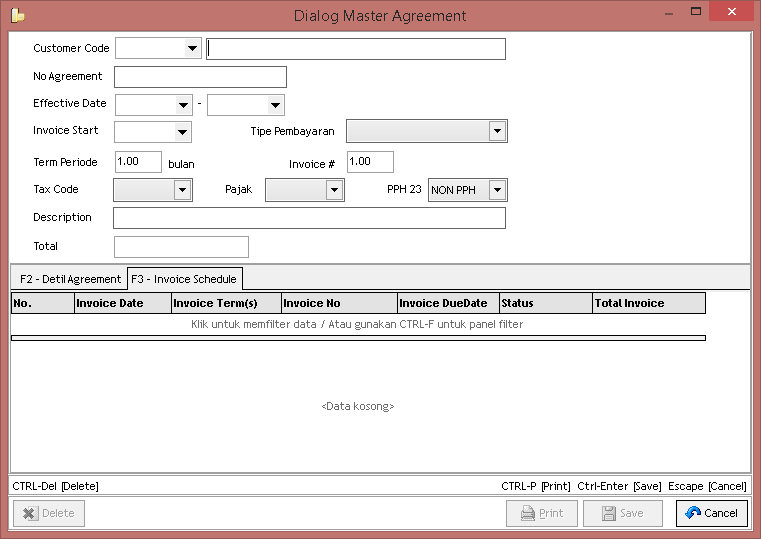 Dialog Master Agreement
Customer Code
No Agreement
Effective Date -
Invoice Start Tipe Pembayaran
Term Periode 1.00 bulan Invoice # 1.00
Tax Code Pajak PPH 23 NON PPH
Description
Total
F2 - Detil Agreement F3 - Invoice Schedule
No. Invoice Date Invoice Term(s) Invoice No Invoice DueDate Status Total Invoice
Klik untuk memfilter data / Atau gunakan CTRL-F untuk panel filter
<Data kosong>
CTRL-Del [Delete] CTRL-P [Print] Ctrl-Enter [Save] Escape [Cancel]
Delete Print Save Cancel